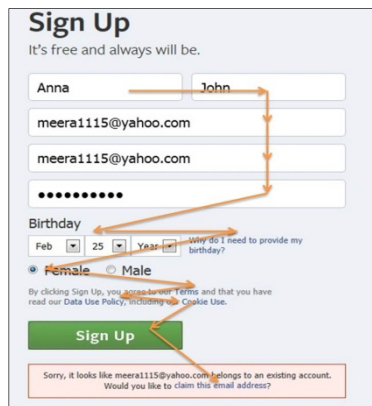 Sign Up
It's free and always will be.
Anna John
meera1115@yahoo.com
meera1115@yahoo.com
Birthday
Feb 25 Year Why do I need to provide my
birthday?
Female Male
By clicking Sign Up, you agree to our Terms and that you have
read our Data Use Policy, including our Cookie Use.
Sign Up
Sorry, it looks like meera1115@yahoo.com belongs to an existing account.
Would you like to claim this email address?